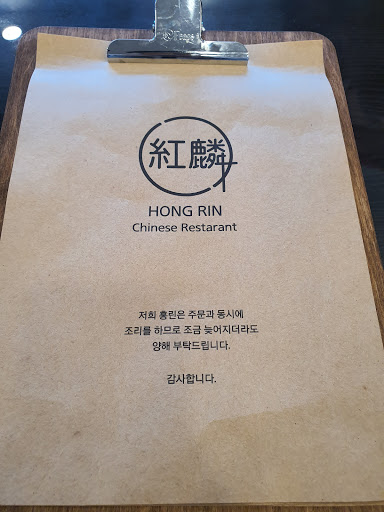 紅麟
HONG RIN
Chinese Restarant
저희 홍린은 주문과 동시에
조리를 하므로 조금 늦어지더라도
양해 부탁드립니다.
감사합니다.